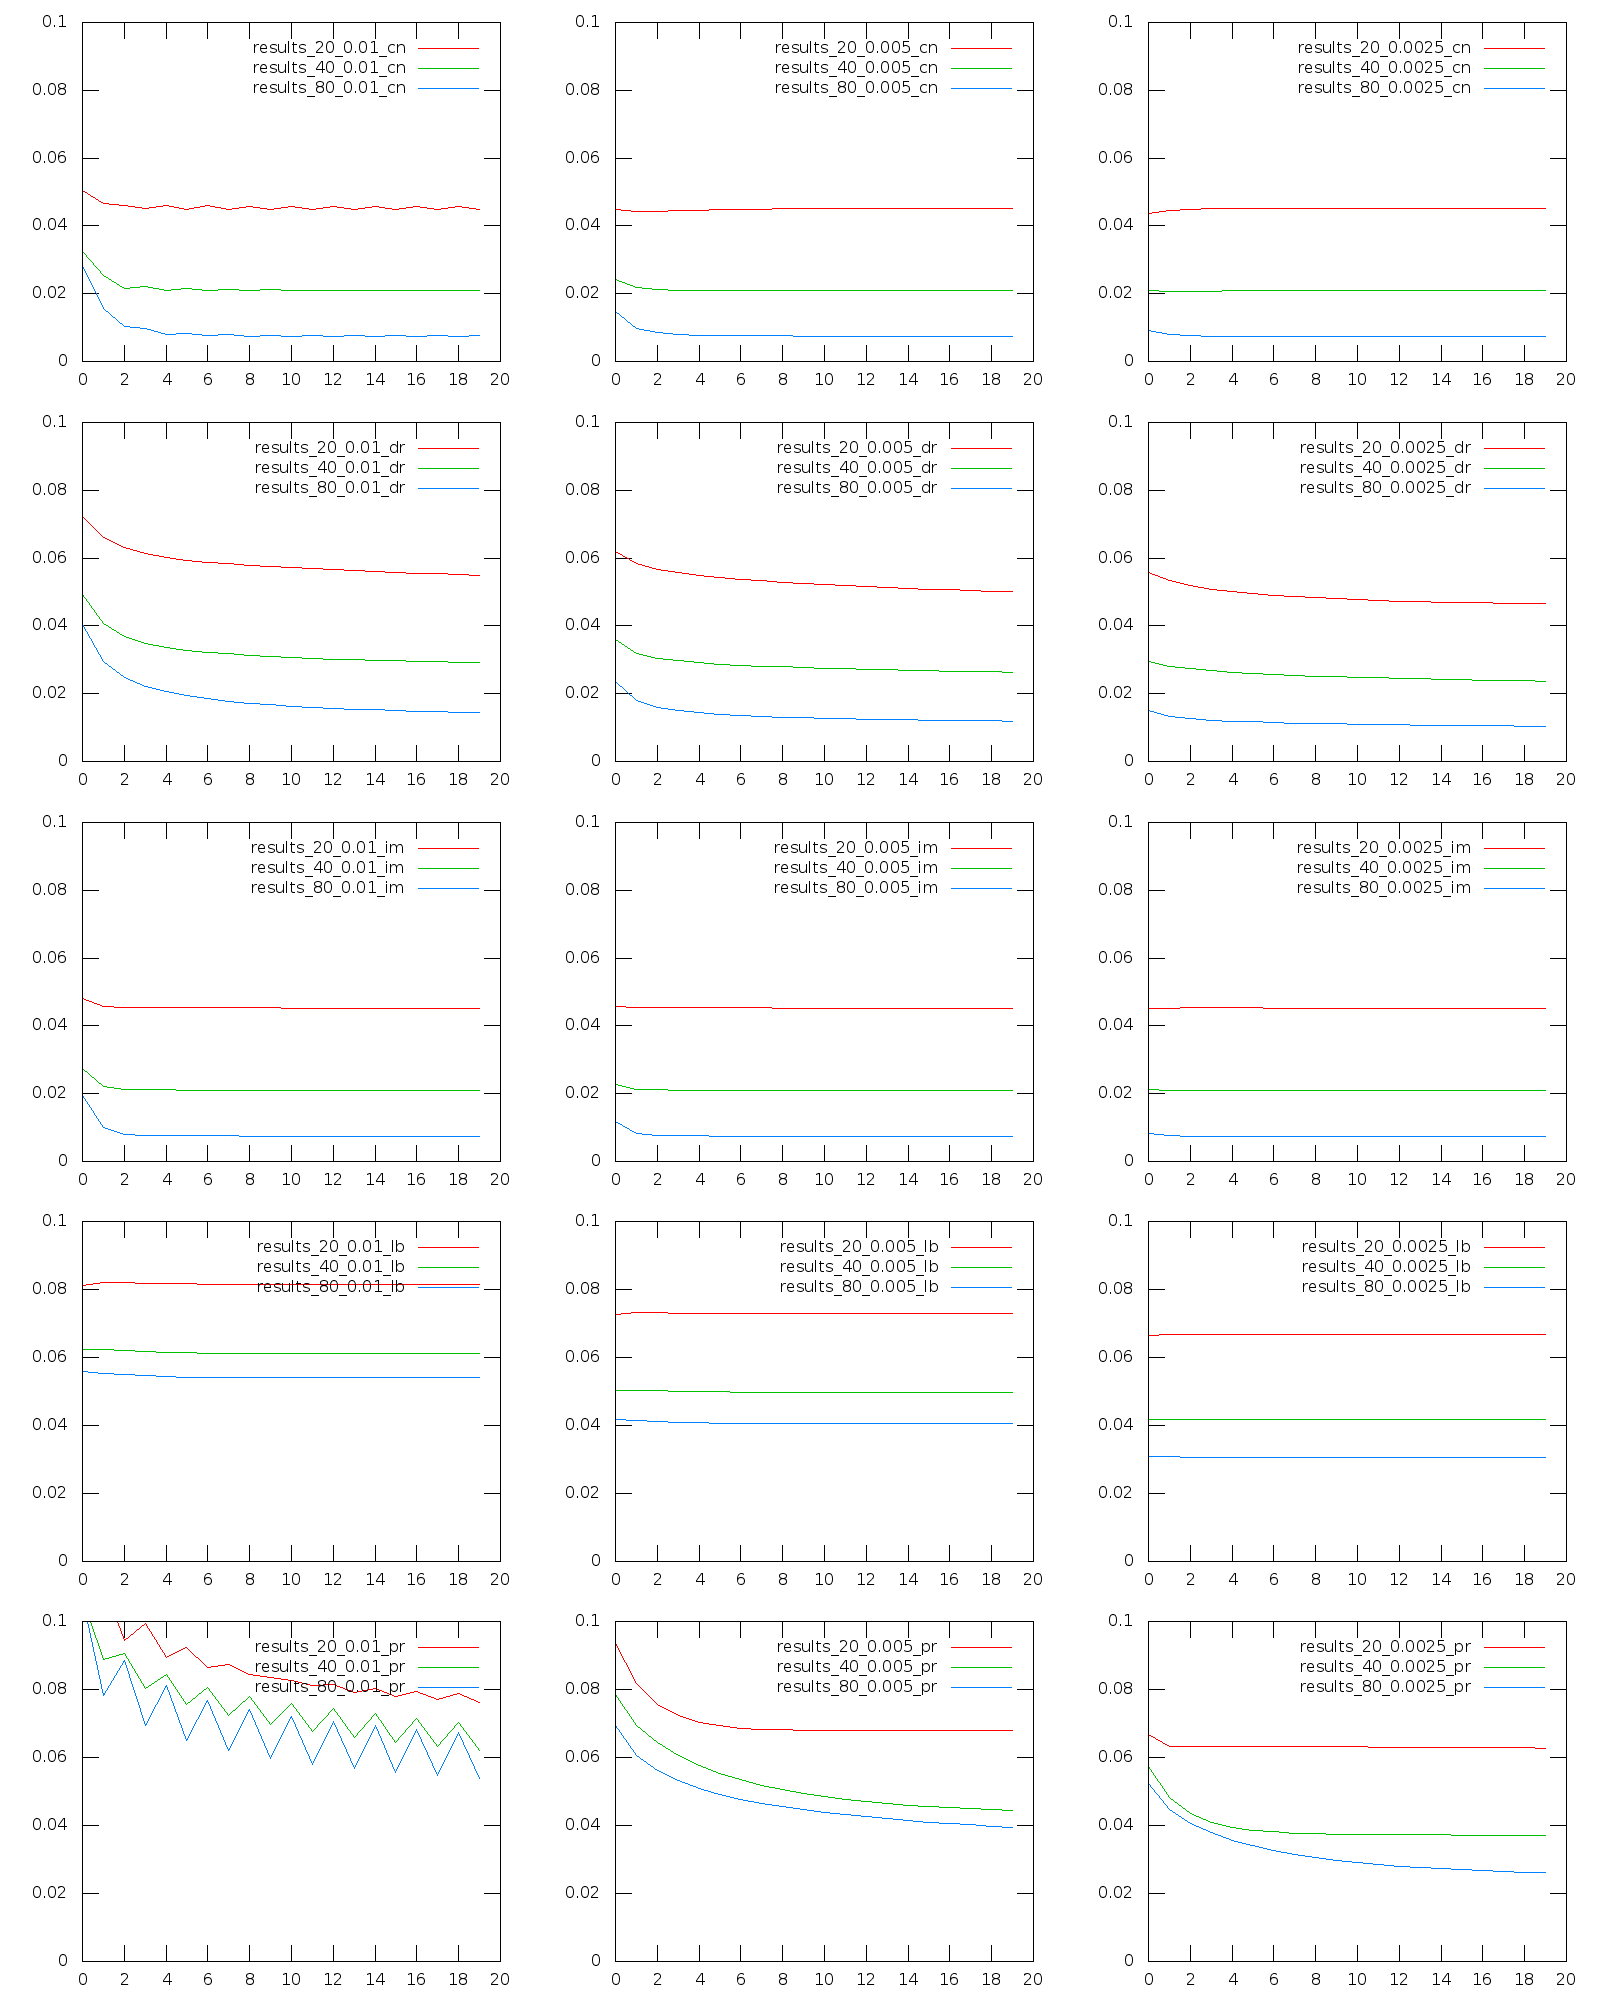 0.1 0.1 0.1
results_20_0.01_cn results_20_0.005_cn results_20_0.0025_cn
results_40_0.01_cn results_40_0.005_cn results_40_0.0025_cn
0.08 results_80_0.01_cn 0.08 results_80_0.005_cn 0.08 results_80_0.0025_cn
0.06 0.06 0.06
0.04 0.04 0.04
0.02 0.02 0.02
0 0 0
0 2 4 6 8 10 12 14 16 18 20 0 2 4 6 8 10 12 14 16 18 20 0 2 4 6 8 10 12 14 16 18 20
0.1 0.1 0.1
results_20_0.01_dr results_20_0.005_dr results_20_0.0025_dr
results_40_0.01_dr results_40_0.005_dr results_40_0.0025_dr
0.08 results_80_0.01_dr 0.08 results_80_0.005_dr 0.08 results_80_0.0025_dr
0.06 0.06 0.06
0.04 0.04 0.04
0.02 0.02 0.02
0 0 0
0 2 4 6 8 10 12 14 16 18 20 0 2 4 6 8 10 12 14 16 18 20 0 2 4 6 8 10 12 14 16 18 20
0.1 0.1 0.1
results_20_0.01_im results_20_0.005_im results_20_0.0025_im
results_40_0.01_im results_40_0.005_im results_40_0.0025_im
0.08 results_80_0.01_im 0.08 results_80_0.005_im 0.08 results_80_0.0025_im
0.06 0.06 0.06
0.04 0.04 0.04
0.02 0.02 0.02
0 0 0
0 2 4 6 8 10 12 14 16 18 20 0 2 4 6 8 10 12 14 16 18 20 0 2 4 6 8 10 12 14 16 18 20
0.1 0.1 0.1
results_20_0.01_lb results_20_0.005_lb results_20_0.0025_lb
results_40_0.01_lb results_40_0.005_lb results_40_0.0025_lb
0.08 results_80_0.01_lb 0.08 results_80_0.005_lb 0.08 results_80_0.0025_lb
0.06 0.06 0.06
0.04 0.04 0.04
0.02 0.02 0.02
0 0 0
0 2 4 6 8 10 12 14 16 18 20 0 2 4 6 8 10 12 14 16 18 20 0 2 4 6 8 10 12 14 16 18 20
0.1 0.1 0.1
results_20_0.01_pr results_20_0.005_pr results_20_0.0025_pr
results_40_0.01_pr results_40_0.005_pr results_40_0.0025_pr
0.08 results_80_0.01_pr 0.08 results_80_0.005_pr 0.08 results_80_0.0025_pr
0.06 0.06 0.06
0.04 0.04 0.04
0.02 0.02 0.02
0 0 0
0 2 4 6 8 10 12 14 16 18 20 0 2 4 6 8 10 12 14 16 18 20 0 2 4 6 8 10 12 14 16 18 20